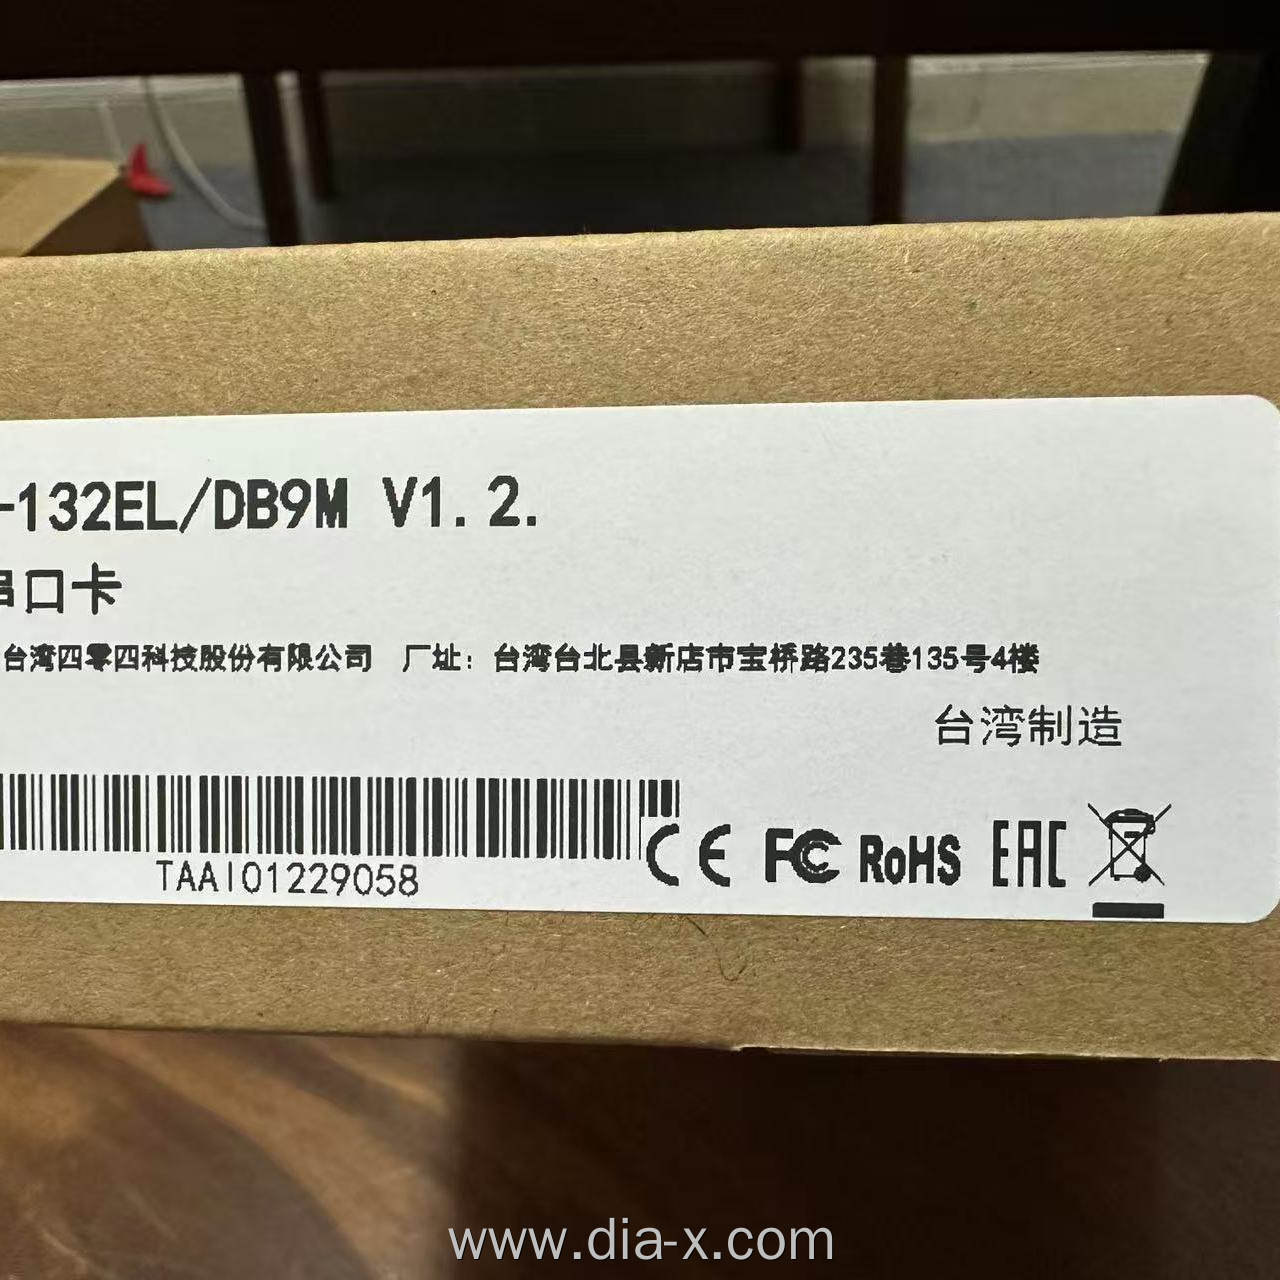 -132EL/DB9M V1.2.
串口卡
台湾四零四科技股份有限公司 厂址：台湾台北县新店市宝桥路235巷135号4楼
台湾制造
TAAI01229058
CE FC RoHS EAC
www.dia-x.com